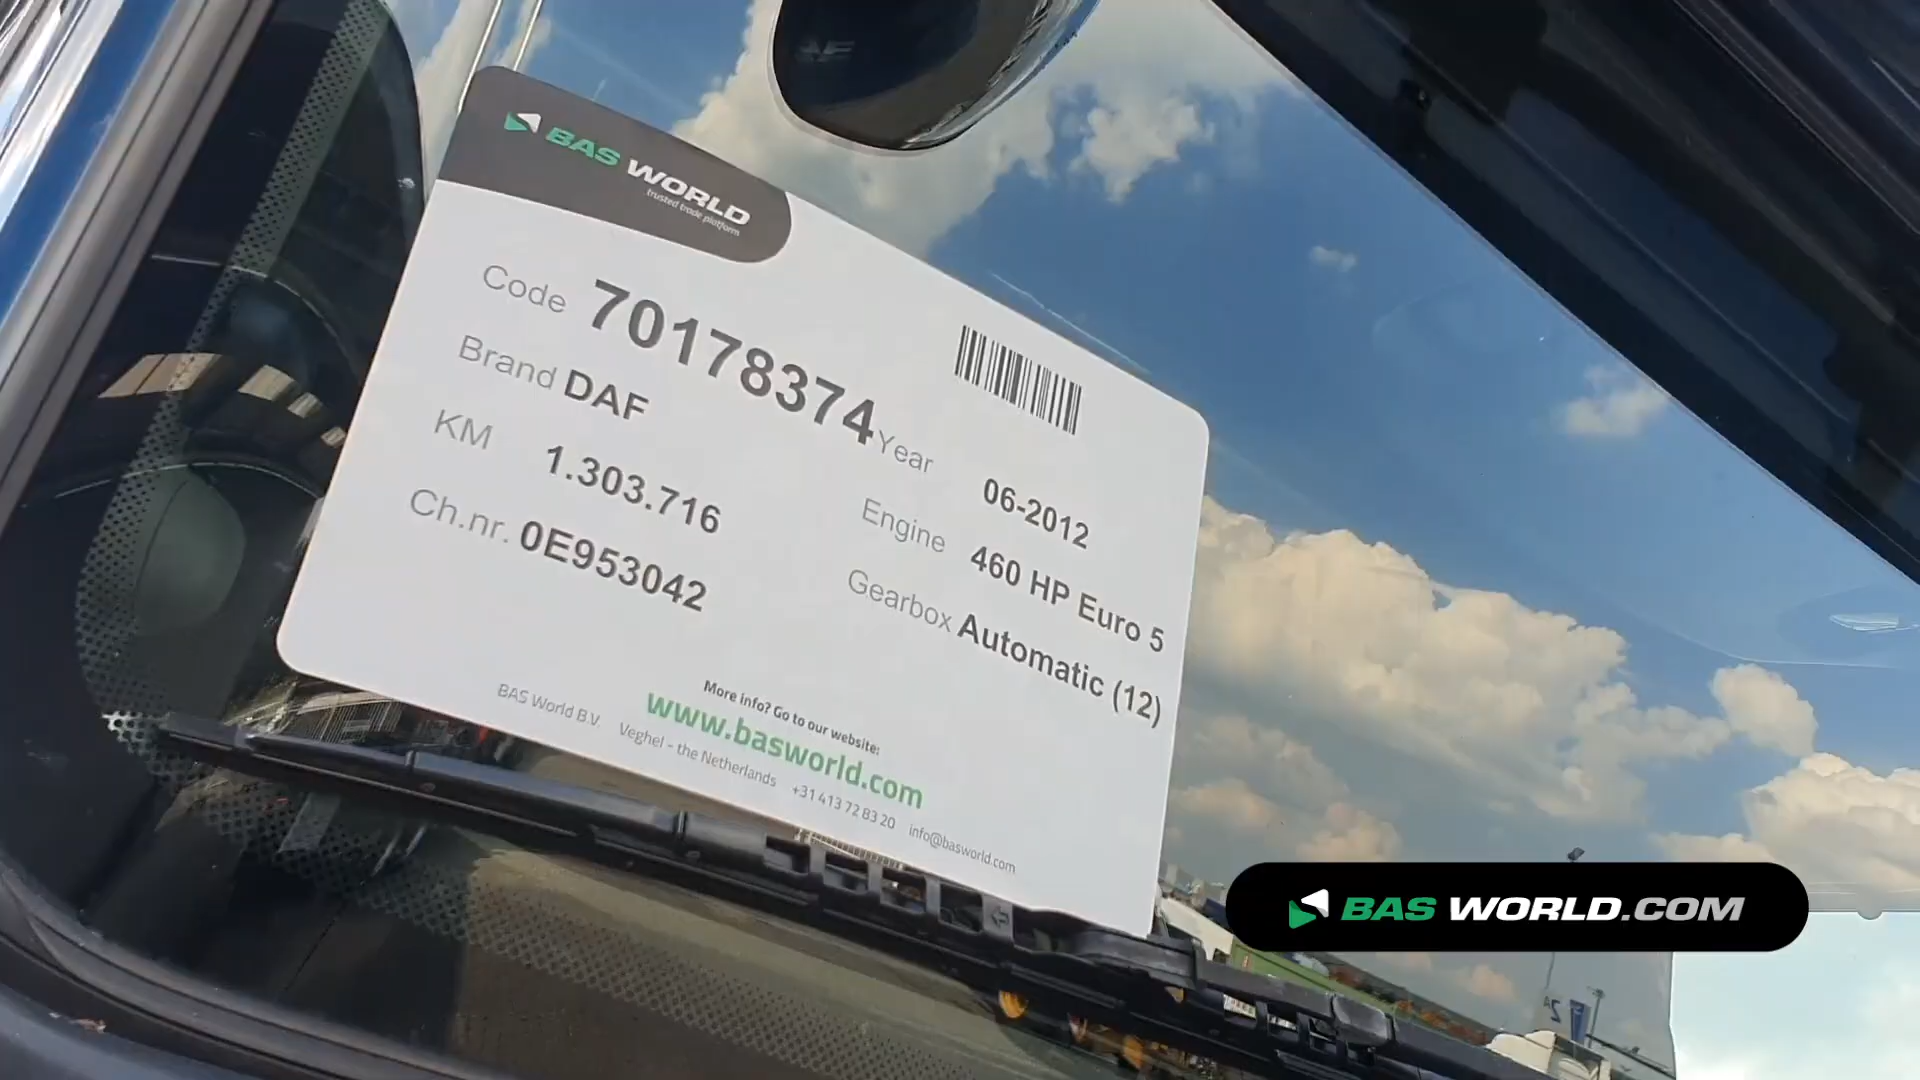 BAS WORLD
trusted trade platform
Code 70178374
Brand DAF
KM 1.303.716
Ch.nr. 0E953042
Year 06-2012
Engine 460 HP Euro 5
Gearbox Automatic (12)
More info? Go to our website:
www.basworld.com
BAS World B.V. Veghel - the Netherlands +31 413 72 83 20 info@basworld.com
BAS WORLD.COM